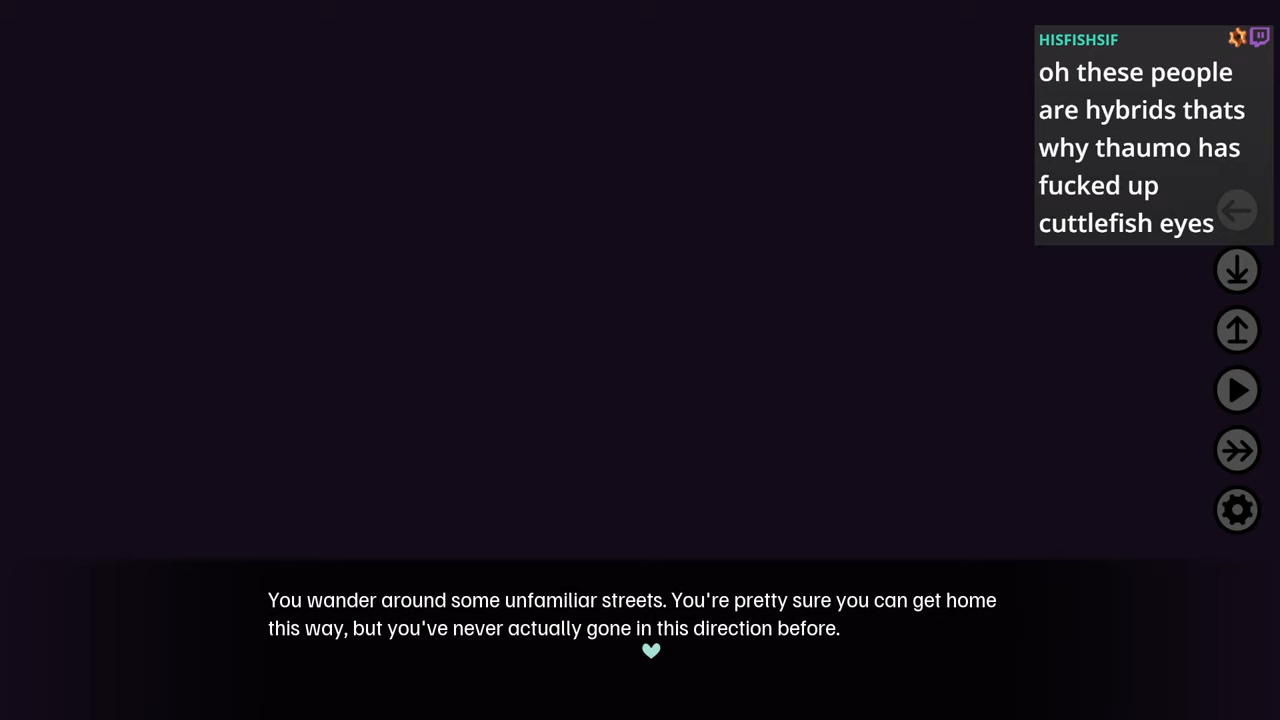 HISFISHSIF
oh these people
are hybrids thats
why thaumo has
fucked up
cuttlefish eyes
You wander around some unfamiliar streets. You're pretty sure you can get home
this way, but you've never actually gone in this direction before.